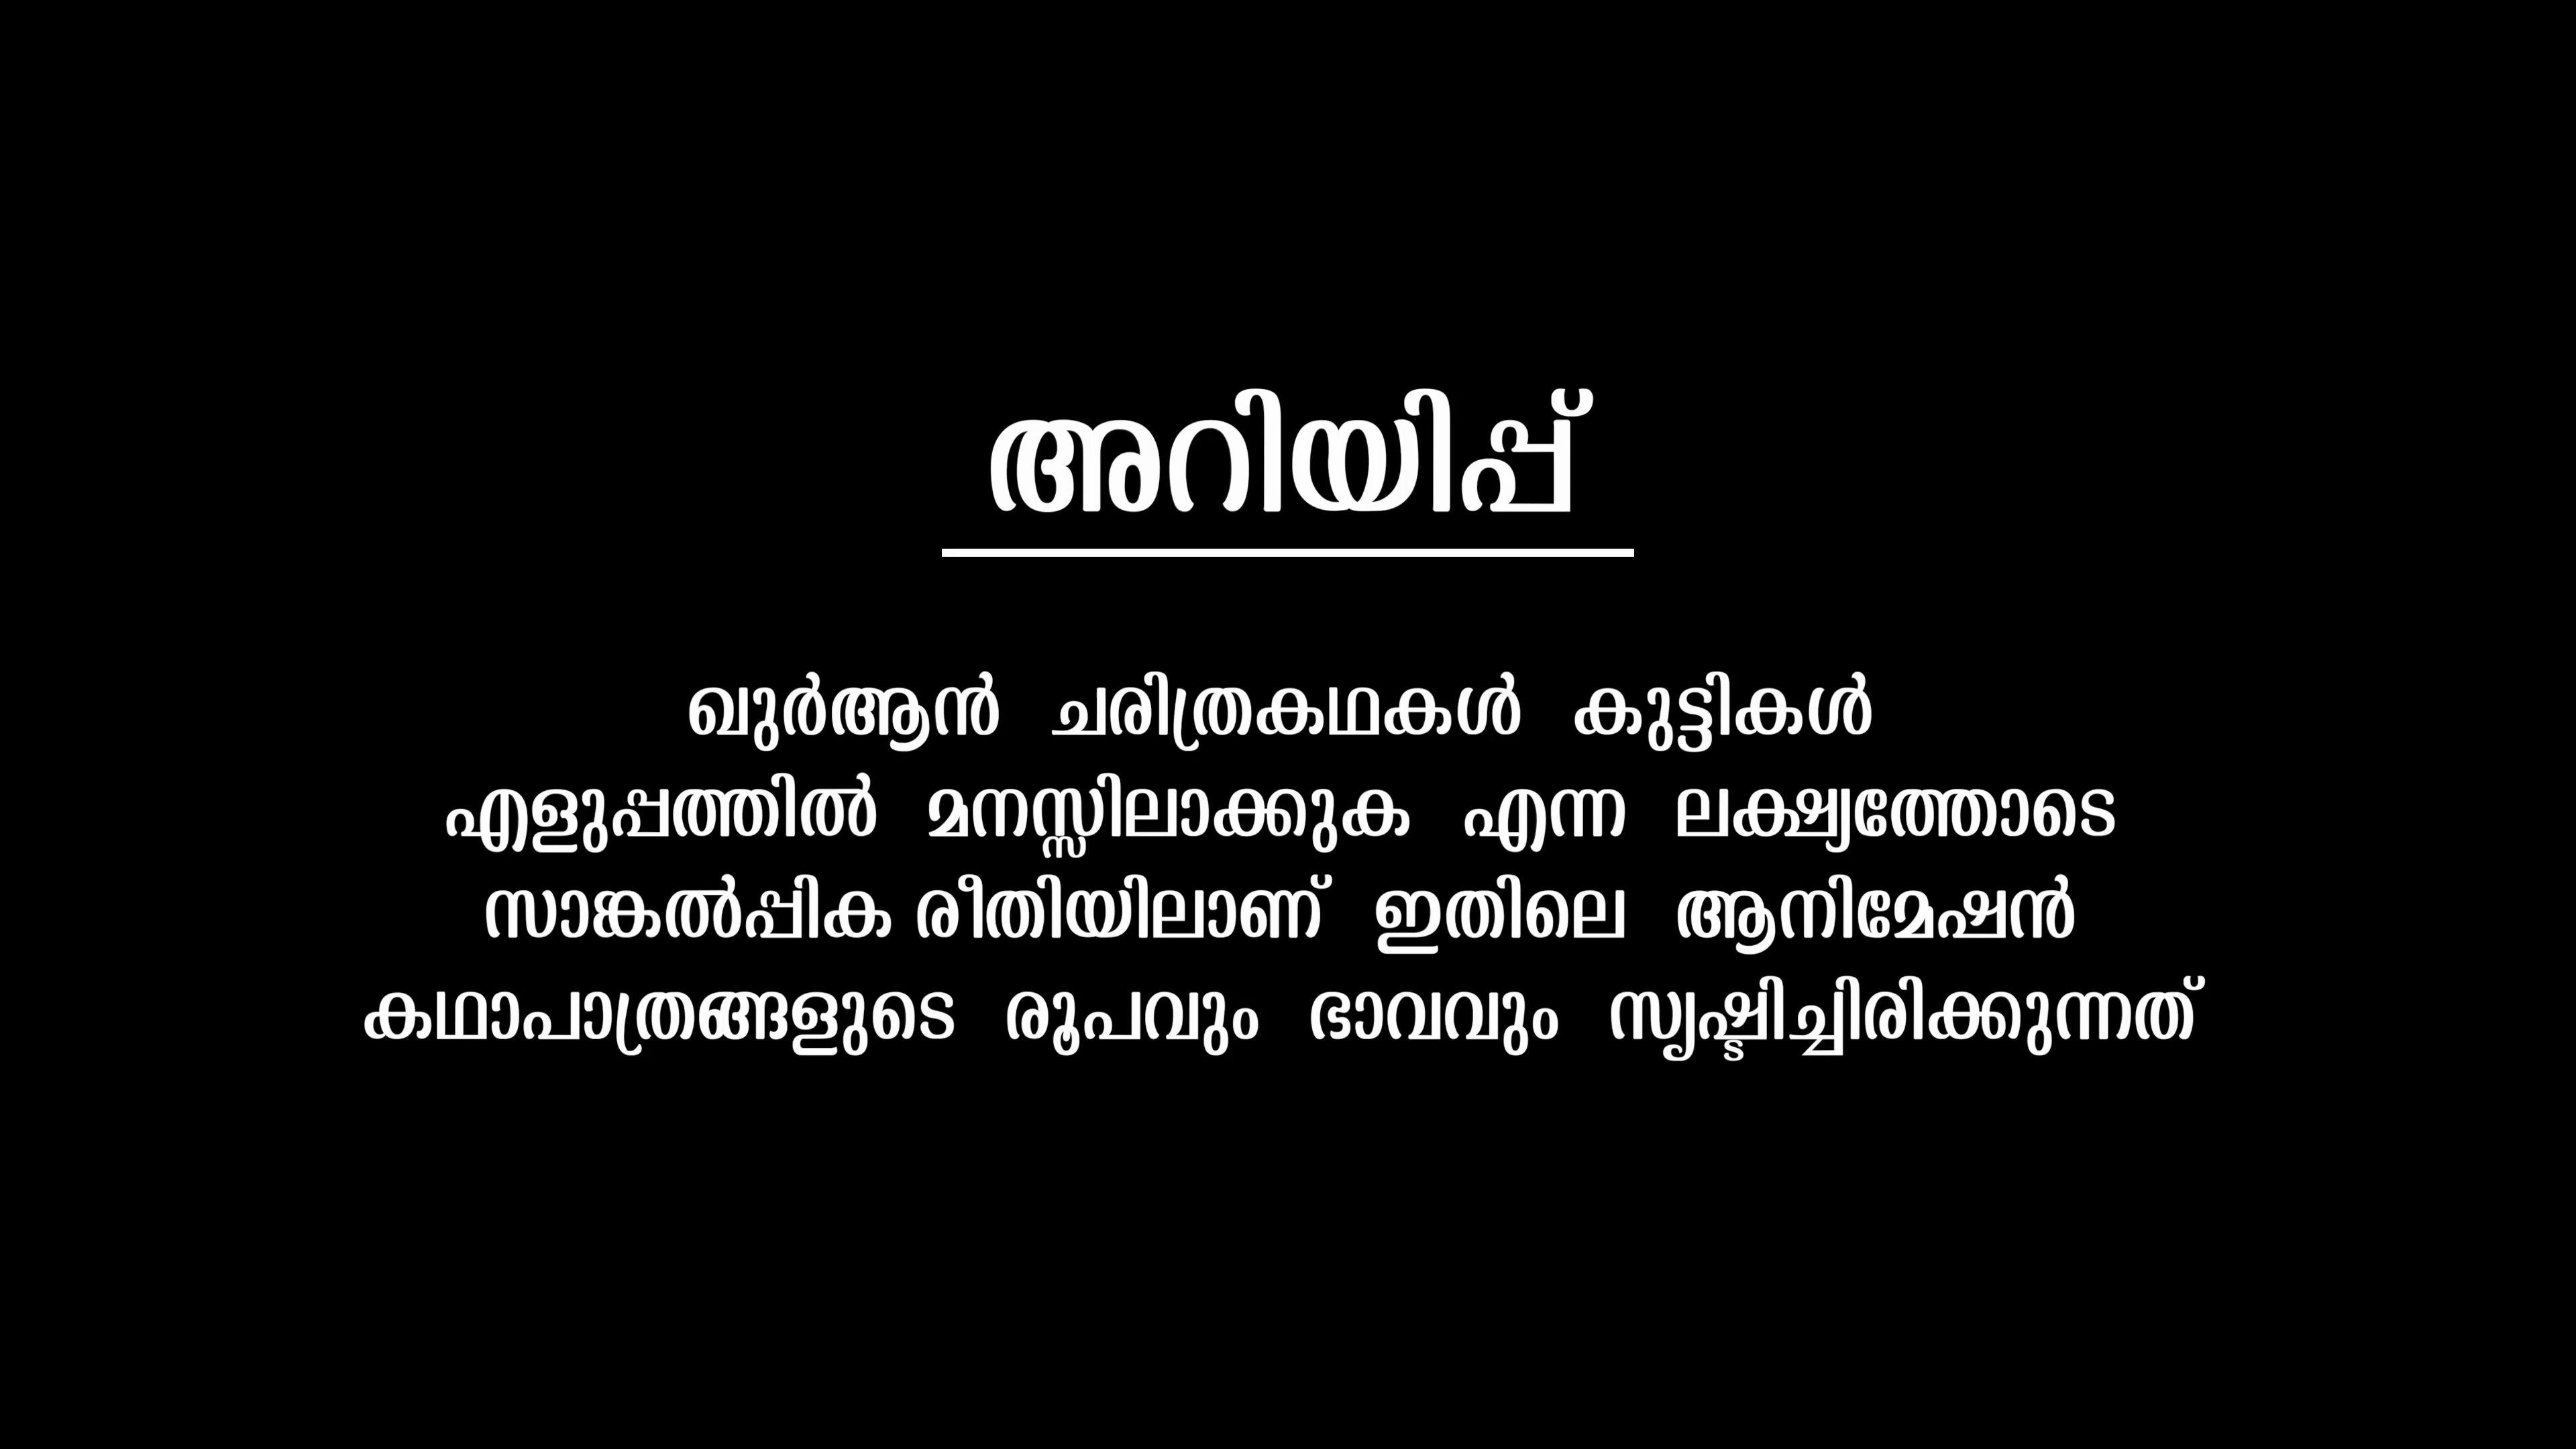 അറിയിപ്പ്
ഖുർആൻ ചരിത്രകഥകൾ കുട്ടികൾ
എളുപ്പത്തിൽ മനസ്സിലാക്കുക എന്ന ലക്ഷ്യത്തോടെ
സാങ്കൽപ്പിക രീതിയിലാണ് ഇതിലെ ആനിമേഷൻ
കഥാപാത്രങ്ങളുടെ രൂപവും ഭാവവും സൃഷ്ടിച്ചിരിക്കുന്നത്